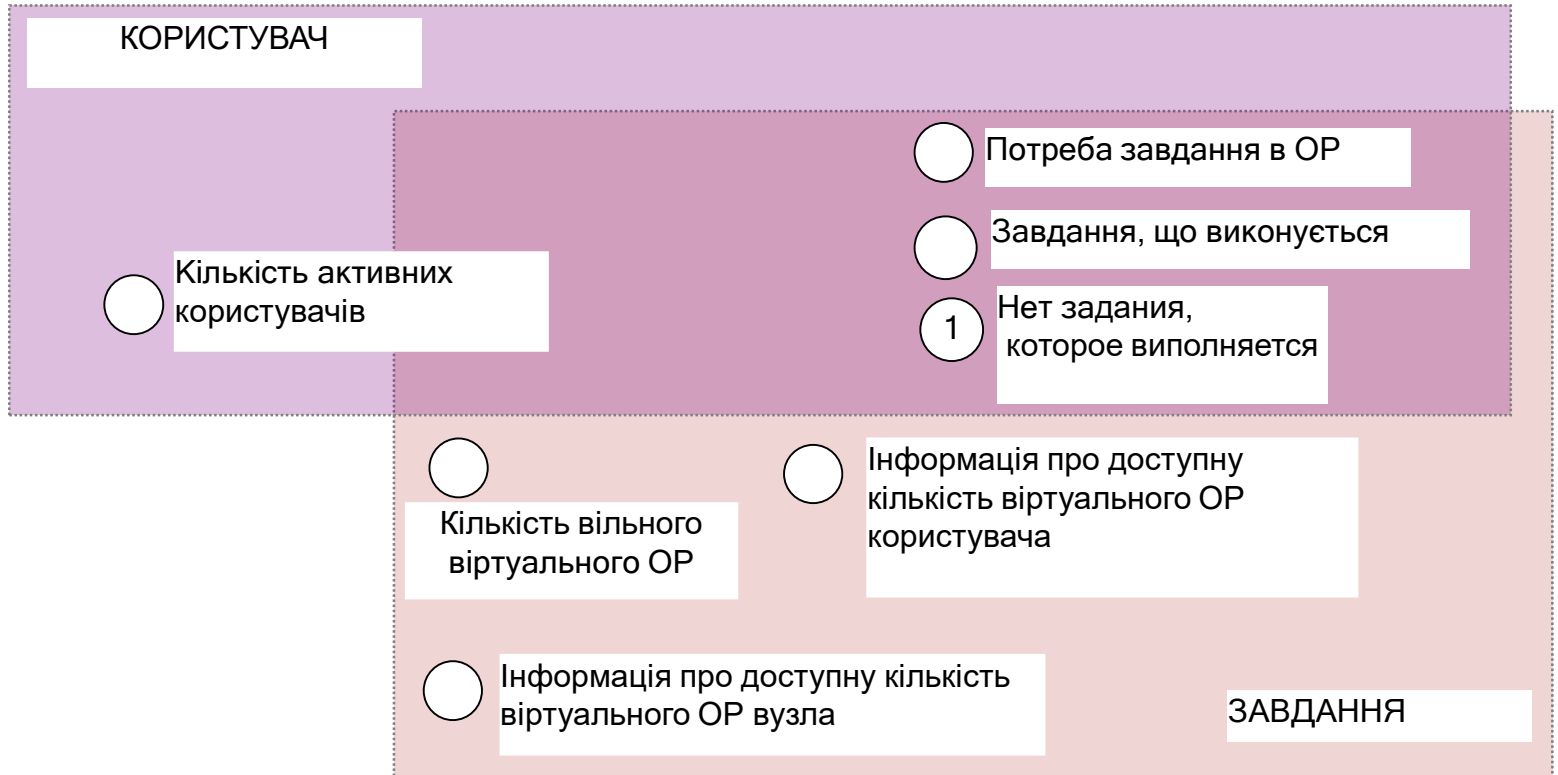 КОРИСТУВАЧ
Потреба завдання в ОР
Завдання, що виконується
Кількість активних
користувачів
1
Нет задания,
которое виполняется
Інформація про доступну
кількість віртуального ОР
користувача
Кількість вільного
віртуального ОР
Інформація про доступну кількість
віртуального ОР вузла
ЗАВДАННЯ